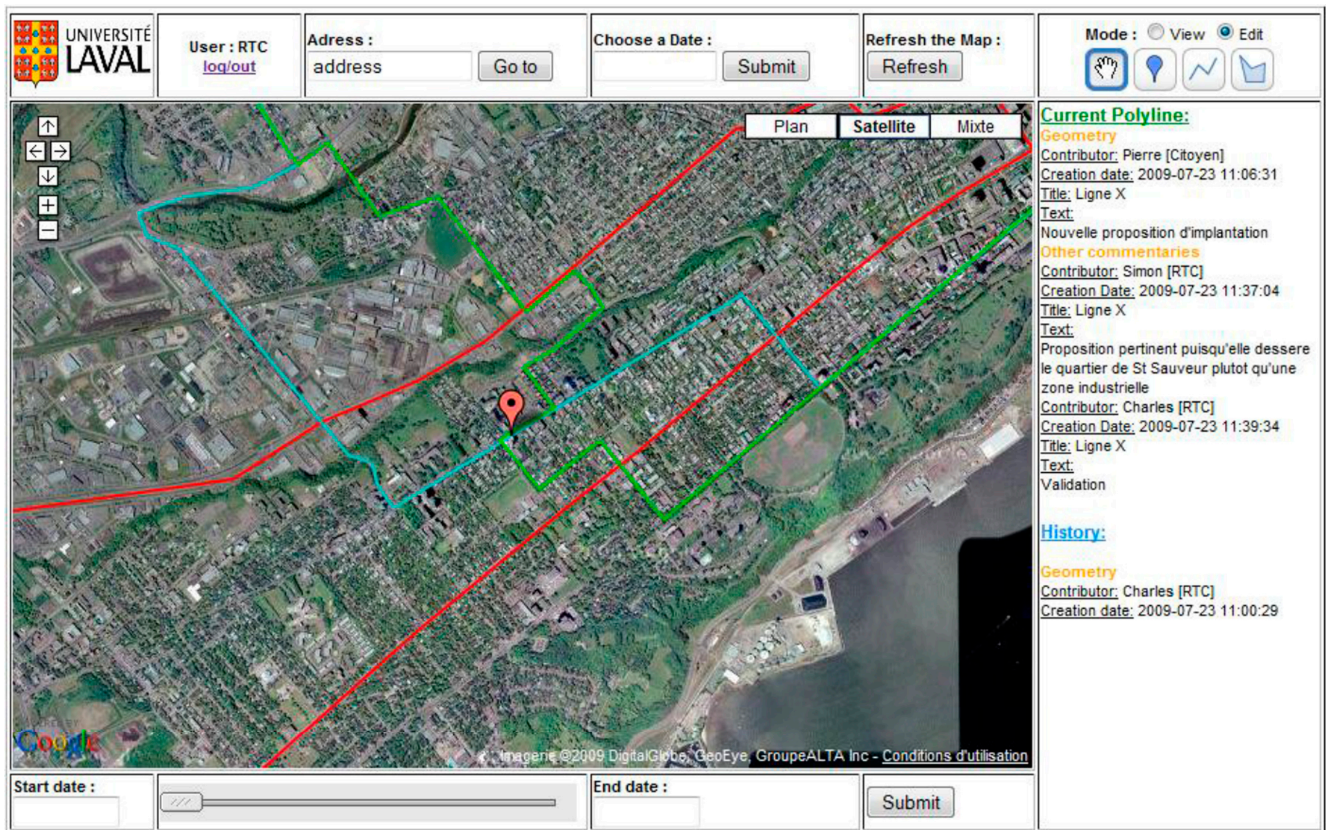 UNIVERSITÉ
LAVAL
User : RTC
log/out
Adress :
address
Go to
Choose a Date :
Submit
Refresh the Map :
Refresh
Mode : View Edit
Plan
Satellite
Mixte
Current Polyline:
Geometry
Contributor: Pierre [Citoyen]
Creation date: 2009-07-23 11:06:31
Title: Ligne X
Text:
Nouvelle proposition d'implantation
Other commentaries
Contributor: Simon [RTC]
Creation Date: 2009-07-23 11:37:04
Title: Ligne X
Text:
Proposition pertinent puisqu'elle dessere
le quartier de St Sauveur plutot qu'une
zone industrielle
Contributor: Charles [RTC]
Creation Date: 2009-07-23 11:39:34
Title: Ligne X
Text:
Validation
History:
Geometry
Contributor: Charles [RTC]
Creation date: 2009-07-23 11:00:29
POWERED BY
Google
Imagerie ©2009 DigitalGlobe, GeoEye, GroupeALTA Inc - Conditions d'utilisation
Start date :
End date :
Submit